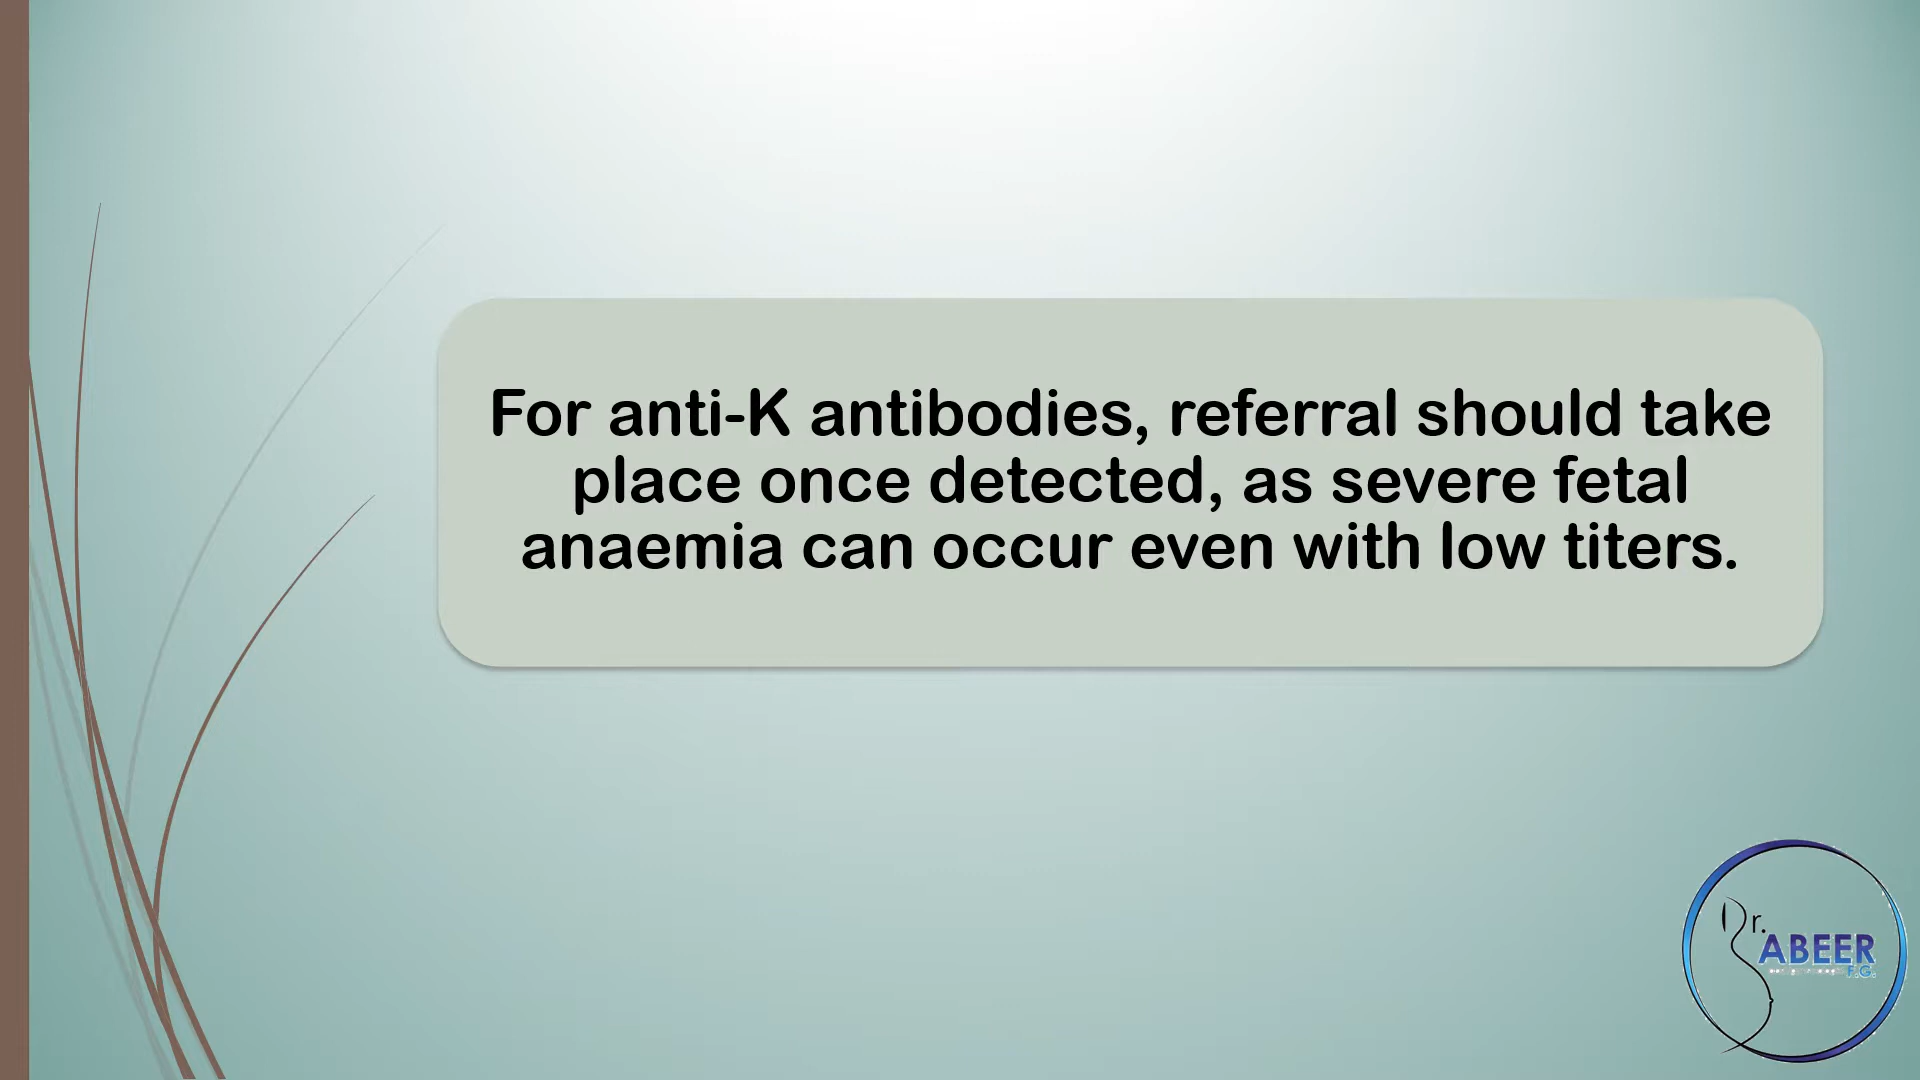 For anti-K antibodies, referral should take
place once detected, as severe fetal
anaemia can occur even with low titers.
Dr.
ABEER
F.G.